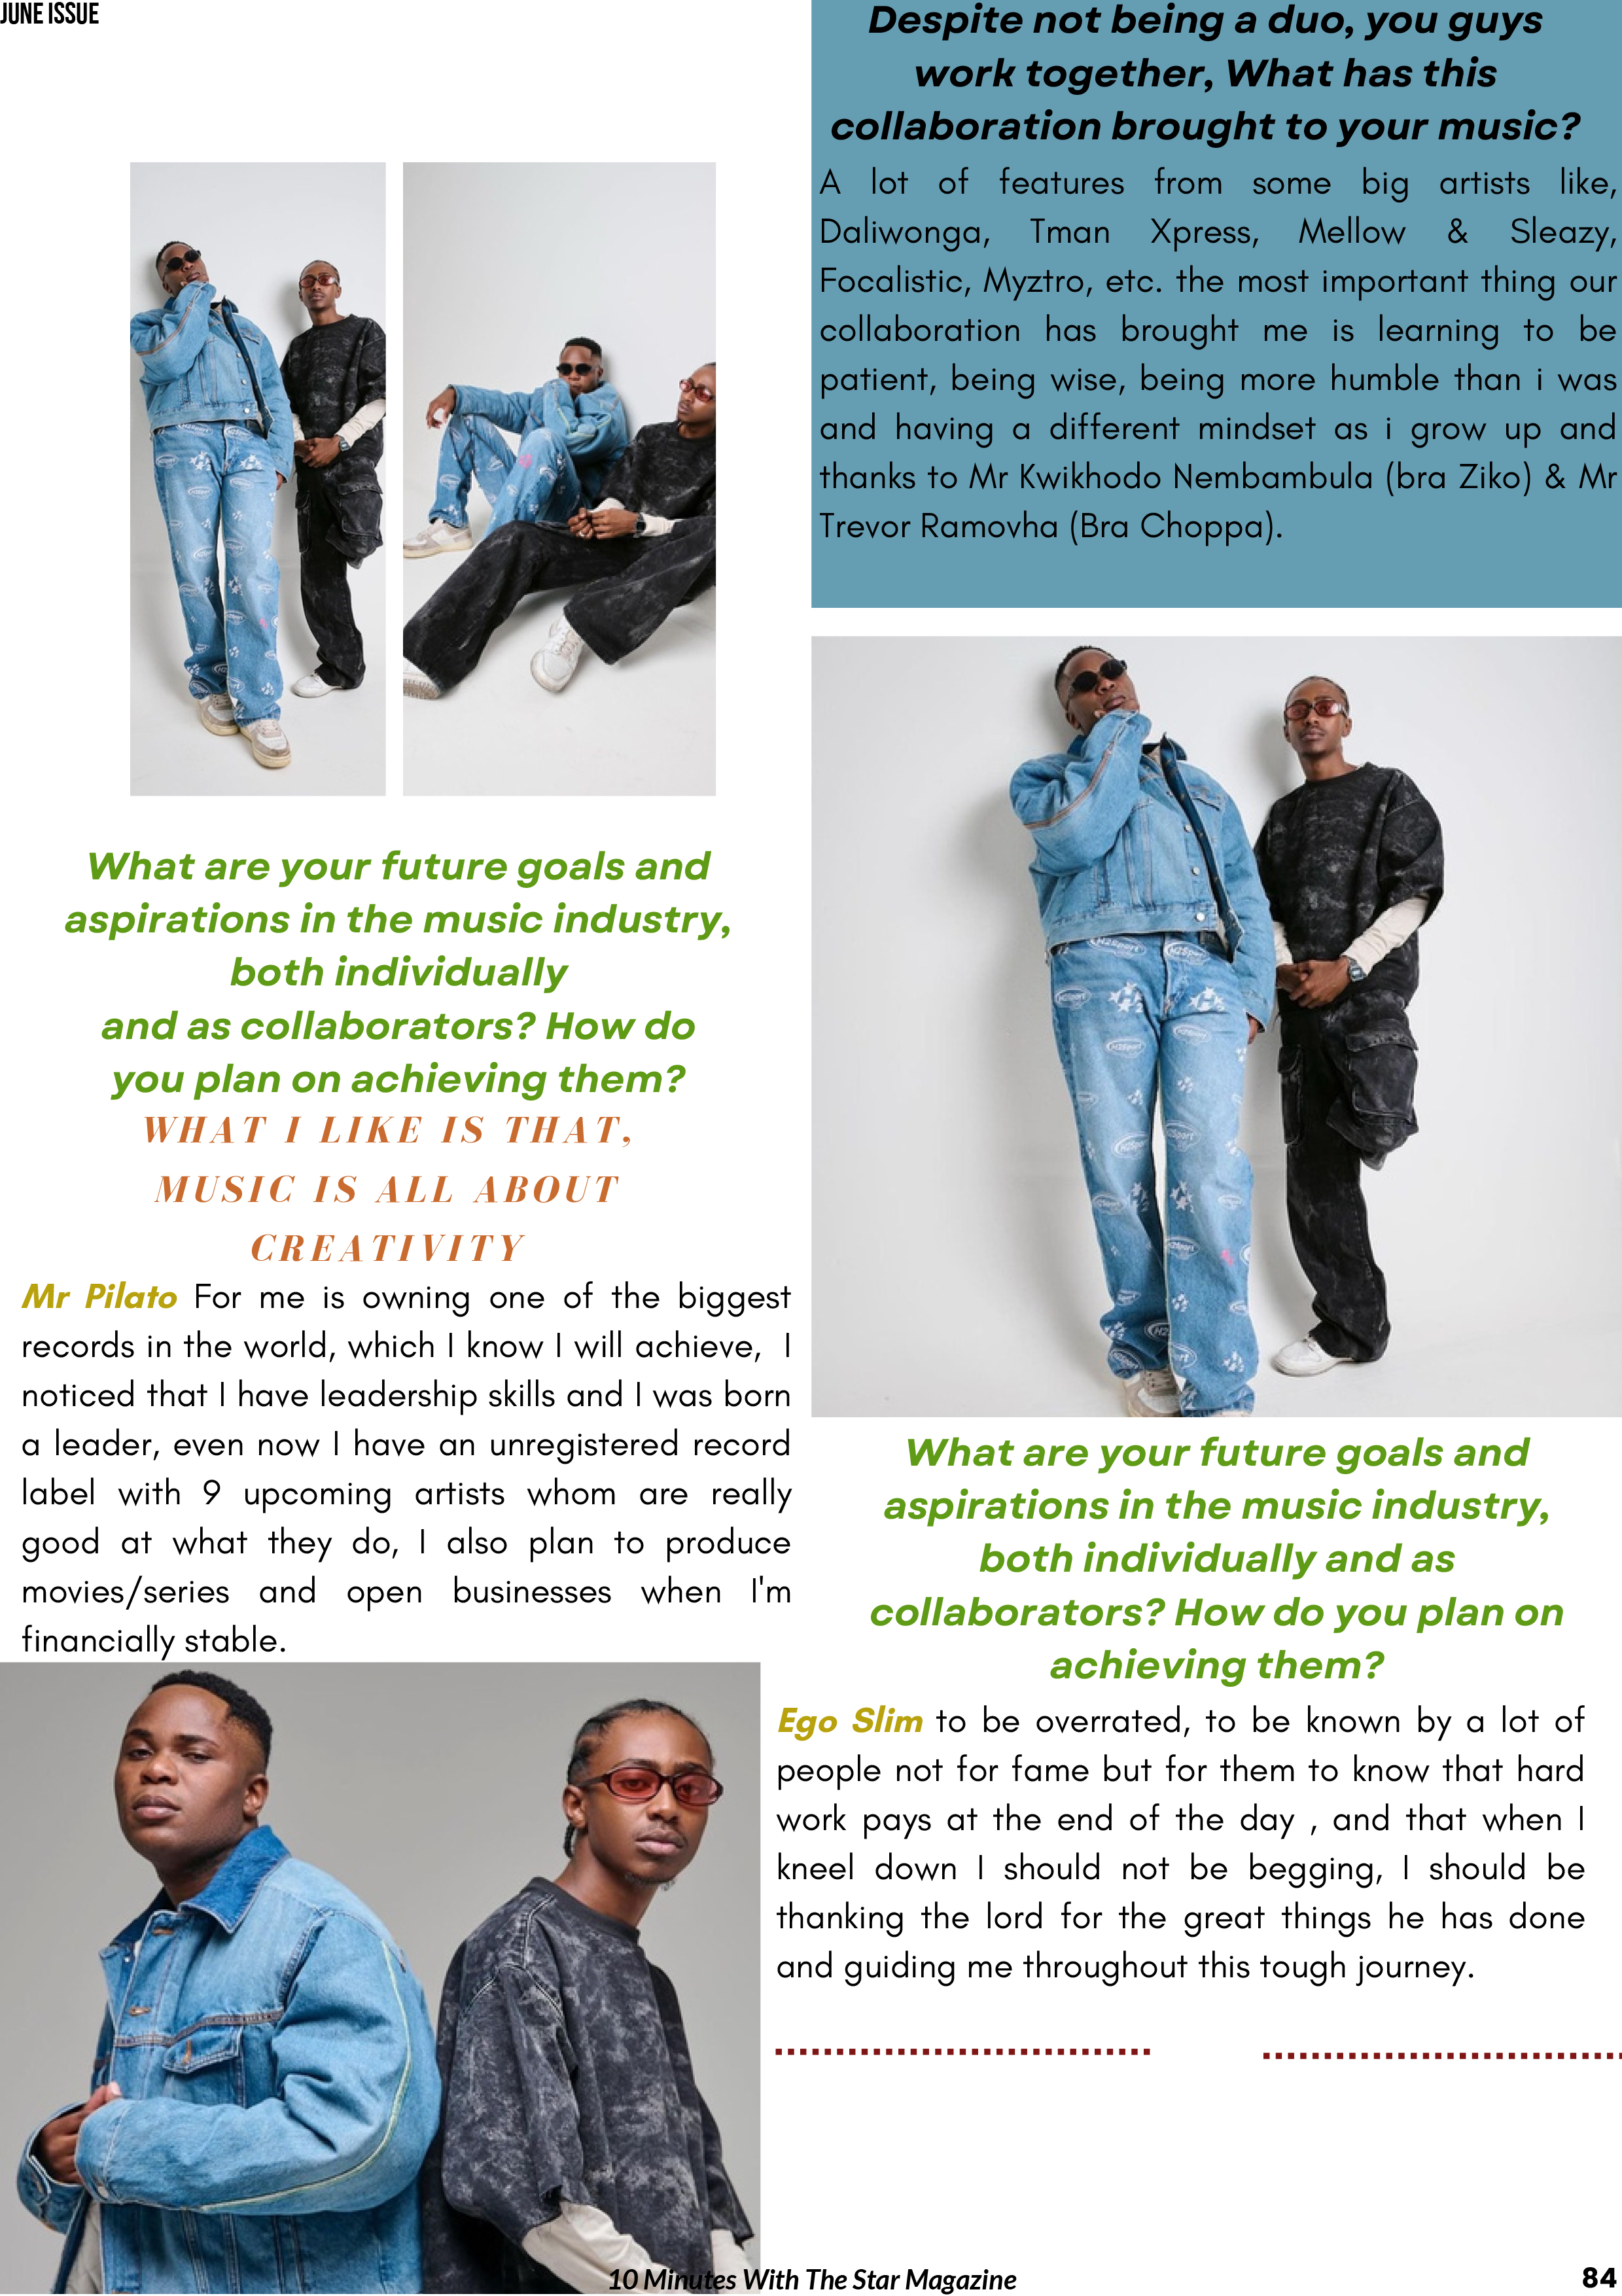 JUNE ISSUE
Despite not being a duo, you guys
work together, What has this
collaboration brought to your music?
A lot of features from some big artists like,
Daliwonga, Tman Xpress, Mellow & Sleazy,
Focalistic, Myztro, etc. the most important thing our
collaboration has brought me is learning to be
patient, being wise, being more humble than i was
and having a different mindset as i grow up and
thanks to Mr Kwikhodo Nembambula (bra Ziko) & Mr
Trevor Ramovha (Bra Choppa).
What are your future goals and
aspirations in the music industry,
both individually
and as collaborators? How do
you plan on achieving them?
WHAT I LIKE IS THAT,
MUSIC IS ALL ABOUT
CREATIVITY
Mr Pilato For me is owning one of the biggest
records in the world, which I know I will achieve, I
noticed that I have leadership skills and I was born
a leader, even now I have an unregistered record
label with 9 upcoming artists whom are really
good at what they do, I also plan to produce
movies/series and open businesses when I'm
financially stable.
What are your future goals and
aspirations in the music industry,
both individually and as
collaborators? How do you plan on
achieving them?
Ego Slim to be overrated, to be known by a lot of
people not for fame but for them to know that hard
work pays at the end of the day , and that when I
kneel down I should not be begging, I should be
thanking the lord for the great things he has done
and guiding me throughout this tough journey.
10 Minutes With The Star Magazine
84